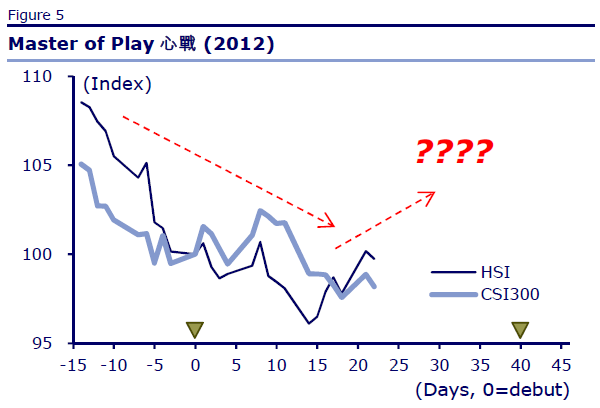 Figure 5
Master of Play 心戰 (2012)
110
(Index)
105
????
100
HSI
CSI300
95
-15 -10 -5 0 5 10 15 20 25 30 35 40 45
(Days, 0=debut)